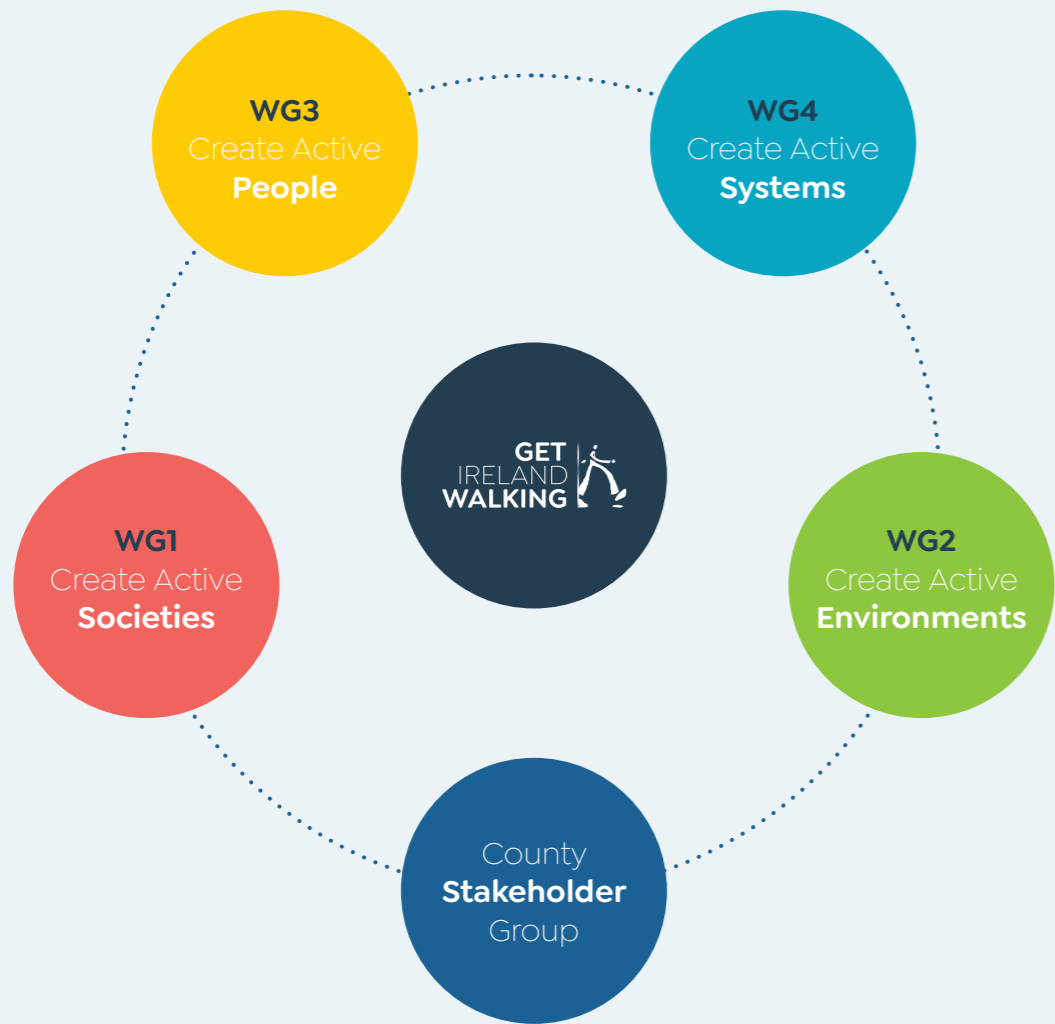 WG3
Create Active
People
WG4
Create Active
Systems
GET
IRELAND
WALKING
WG1
Create Active
Societies
WG2
Create Active
Environments
County
Stakeholder
Group